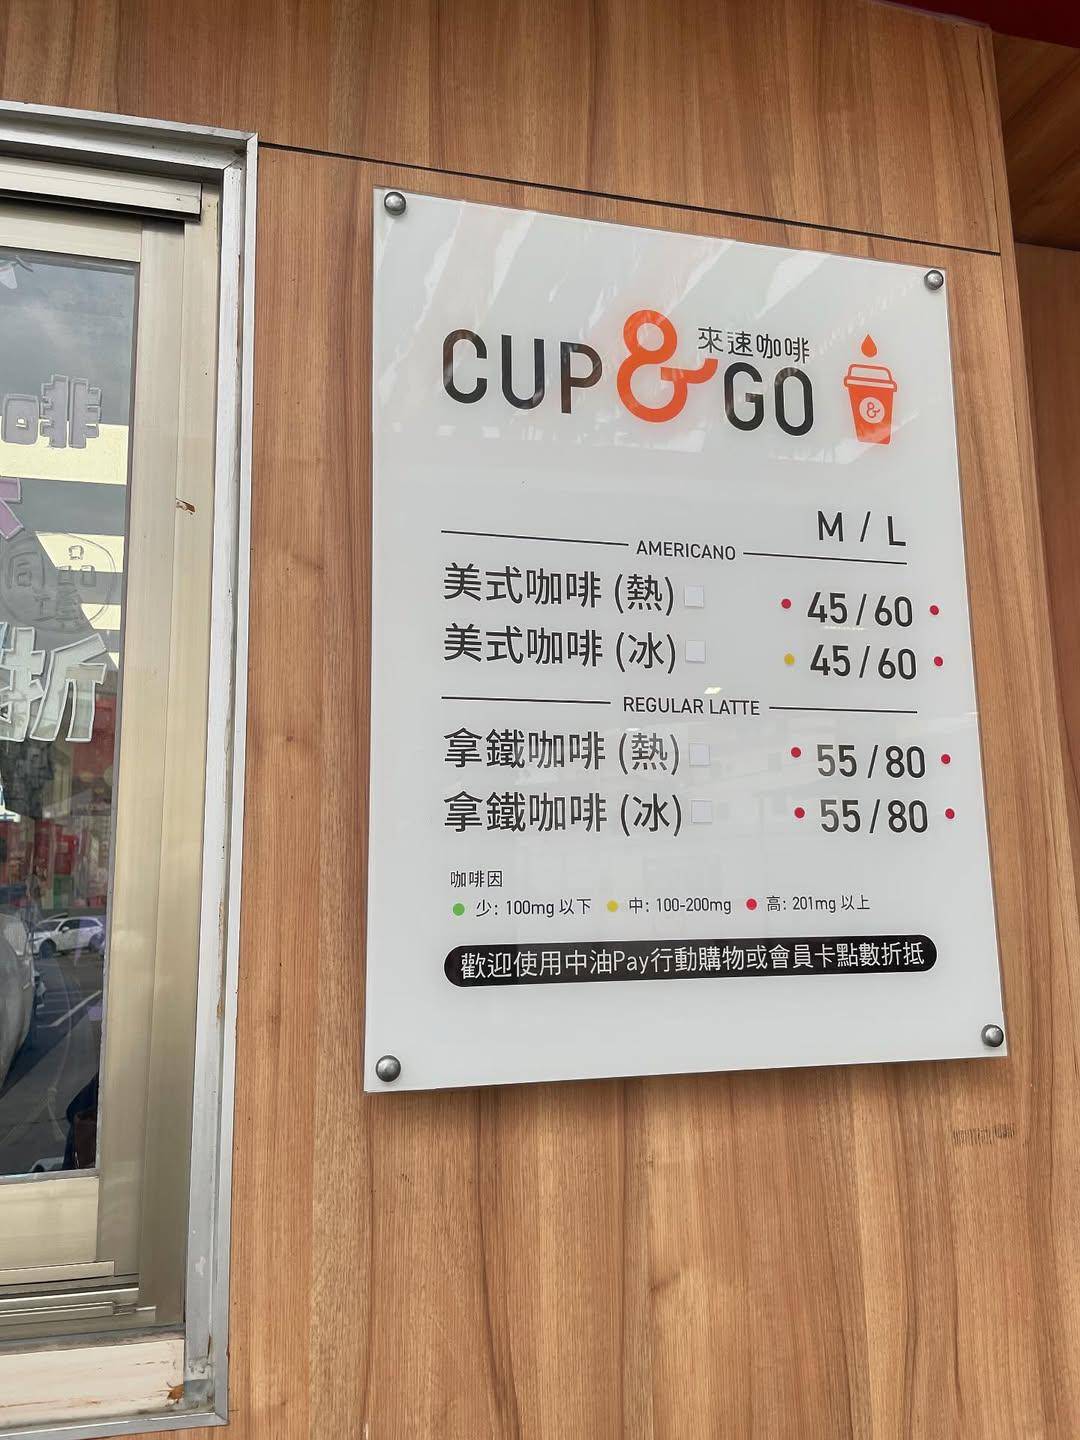 CUP & GO
來速咖啡
&
M / L
AMERICANO
美式咖啡 (熱) 45 / 60
美式咖啡 (冰) 45 / 60
REGULAR LATTE
拿鐵咖啡 (熱) 55 / 80
拿鐵咖啡 (冰) 55 / 80
咖啡因
少: 100mg 以下 中: 100-200mg 高: 201mg 以上
歡迎使用中油Pay行動購物或會員卡點數折抵
啡
品
折